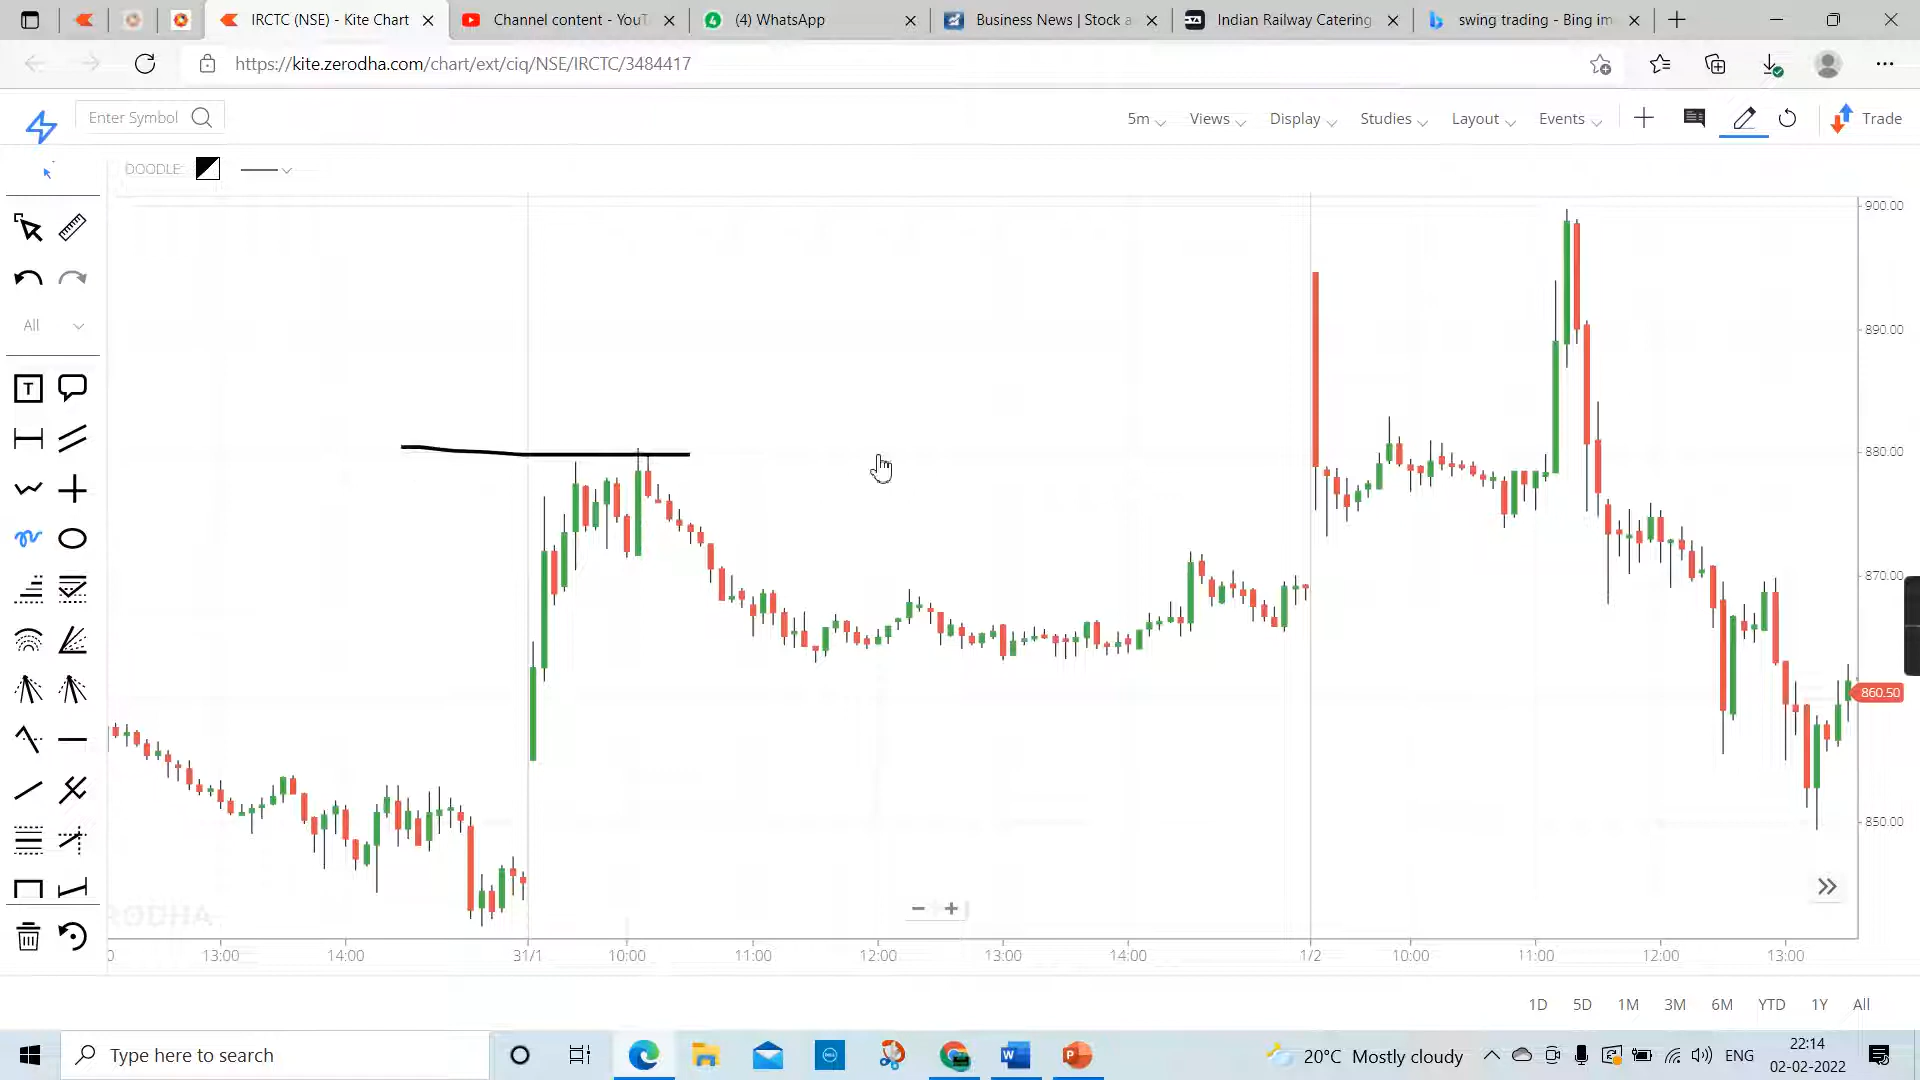 IRCTC (NSE) - Kite Chart
Channel content - YouT
(4) WhatsApp
Business News | Stock a
Indian Railway Catering
swing trading - Bing im
https://kite.zerodha.com/chart/ext/ciq/NSE/IRCTC/3484417
Enter Symbol
5m
Views
Display
Studies
Layout
Events
Trade
DOODLE:
All
T
900.00
890.00
880.00
870.00
860.50
850.00
RODHA
0
13:00
14:00
31/1
10:00
11:00
12:00
13:00
14:00
1/2
10:00
11:00
12:00
13:00
1D
5D
1M
3M
6M
YTD
1Y
All
Type here to search
20°C Mostly cloudy
ENG
22:14
02-02-2022